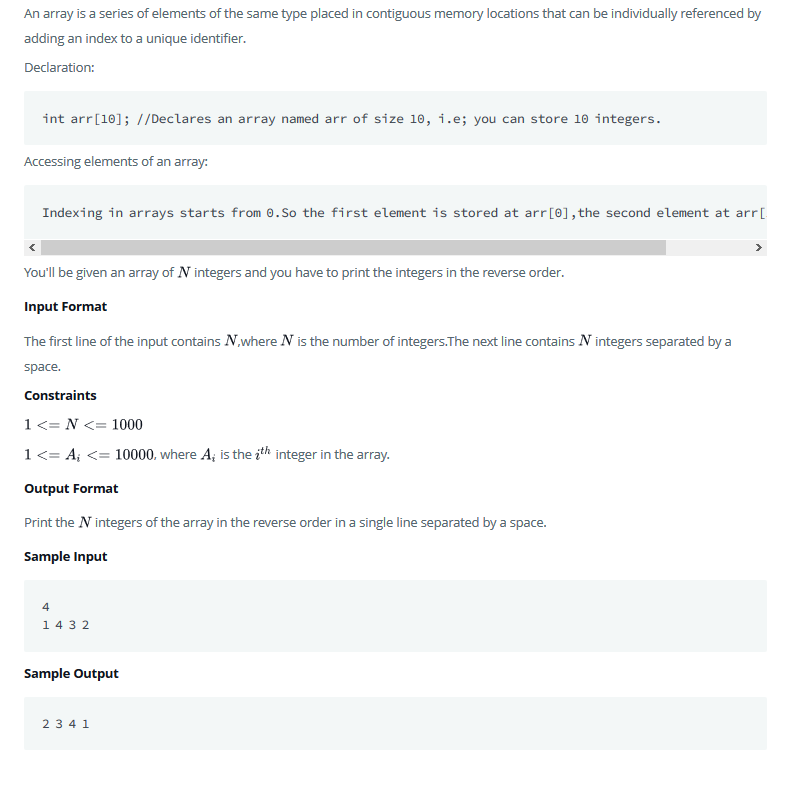 An array is a series of elements of the same type placed in contiguous memory locations that can be individually referenced by
adding an index to a unique identifier.
Declaration:
int arr[10]; //Declares an array named arr of size 10, i.e; you can store 10 integers.
Accessing elements of an array:
Indexing in arrays starts from 0.So the first element is stored at arr[0],the second element at arr[
You'll be given an array of N integers and you have to print the integers in the reverse order.
Input Format
The first line of the input contains N,where N is the number of integers.The next line contains N integers separated by a
space.
Constraints
1 <= N <= 1000
1 <= Ai <= 10000, where Ai is the ith integer in the array.
Output Format
Print the N integers of the array in the reverse order in a single line separated by a space.
Sample Input
4
1 4 3 2
Sample Output
2 3 4 1